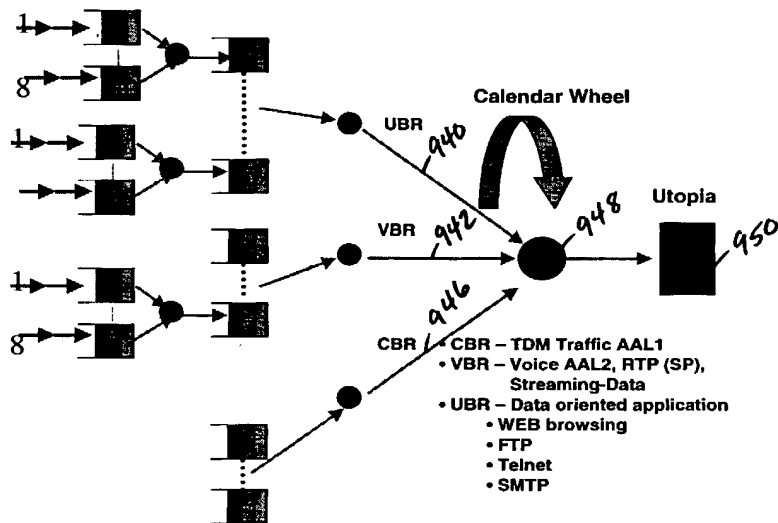 1
8
1
1
8
UBR
940
Calendar Wheel
VBR
942
948
Utopia
950
CBR
946
• CBR – TDM Traffic AAL1
• VBR – Voice AAL2, RTP (SP),
Streaming-Data
• UBR – Data oriented application
• WEB browsing
• FTP
• Telnet
• SMTP